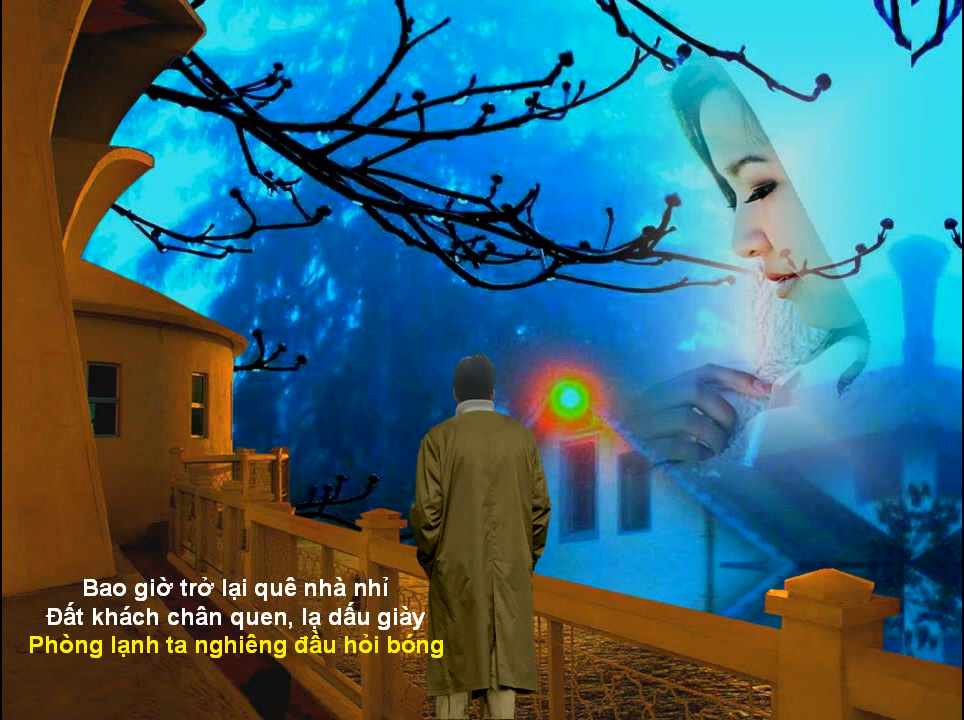 Bao giờ trở lại quê nhà nhỉ
Đất khách chân quen, lạ dấu giày
Phòng lạnh ta nghiêng đầu hỏi bóng